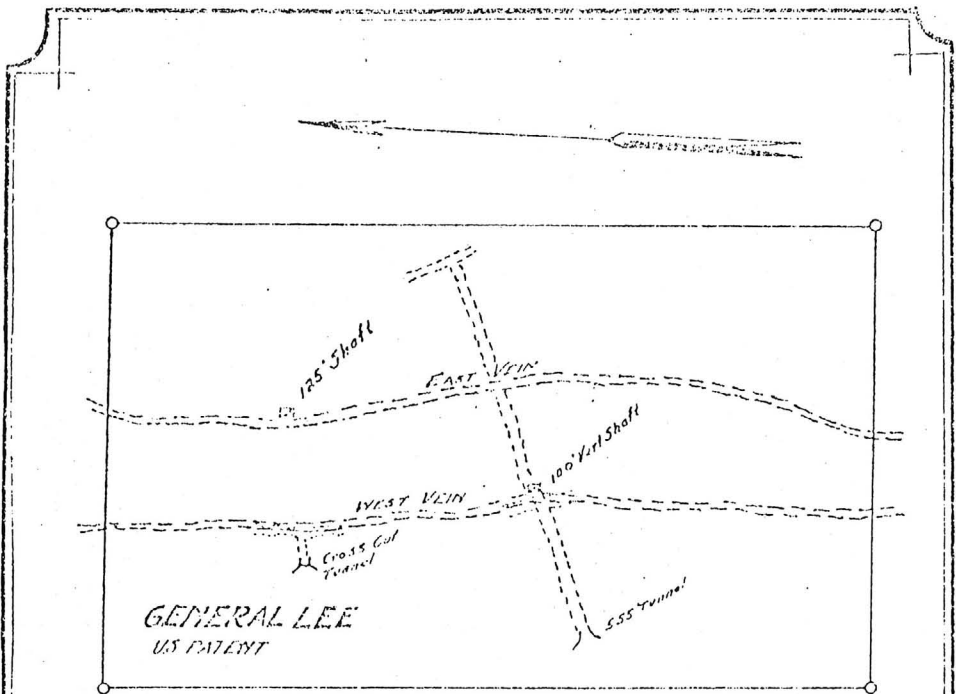 125' Shaft
EAST VEIN
100' Vert Shaft
WEST VEIN
Cross Cut
Tunnel
555' Tunnel
GENERAL LEE
US PATENT